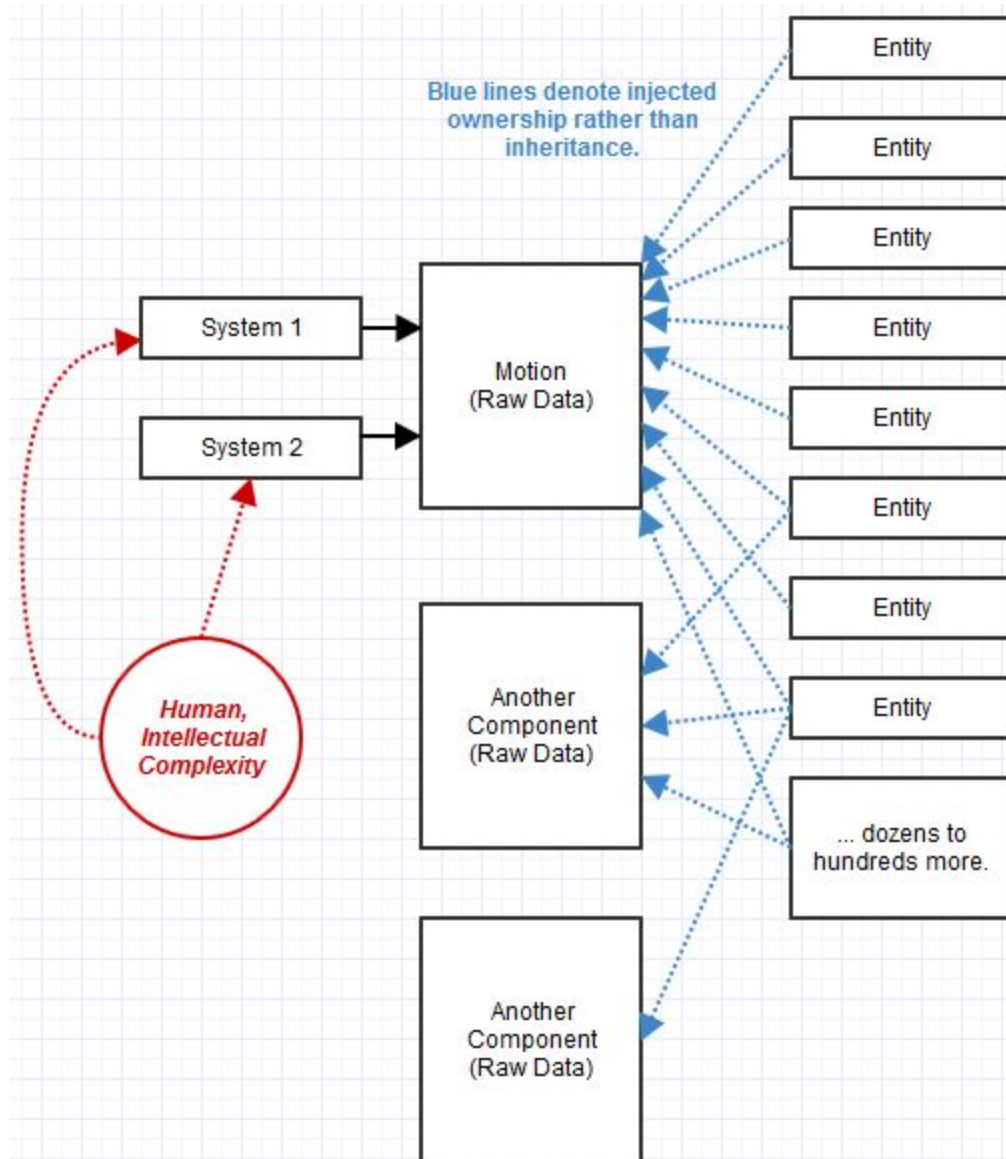 Entity
Blue lines denote injected
ownership rather than
inheritance.
Entity
Entity
System 1
Entity
Motion
(Raw Data)
Entity
System 2
Entity
Entity
Human,
Intellectual
Complexity
Another
Component
(Raw Data)
Entity
... dozens to
hundreds more.
Another
Component
(Raw Data)